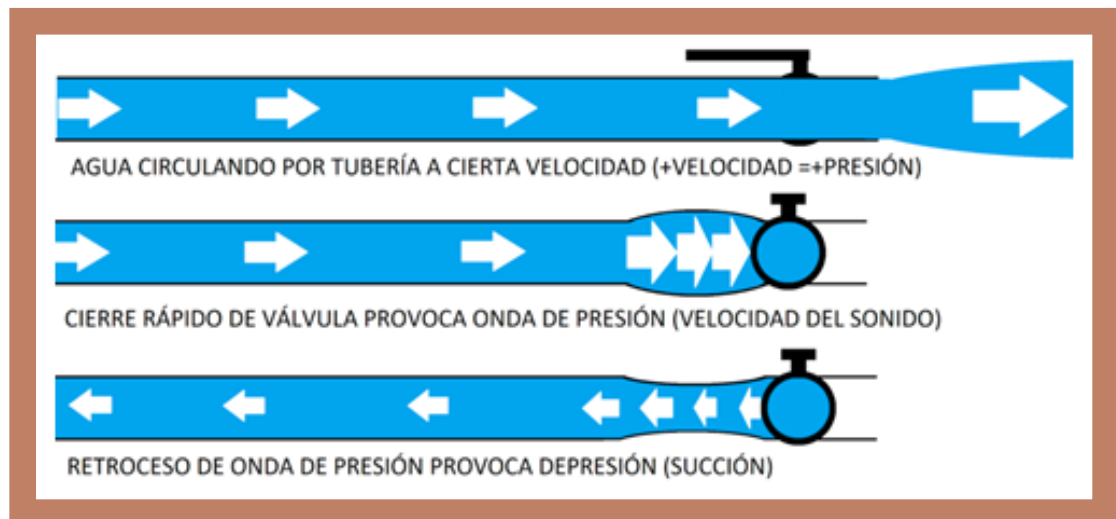 AGUA CIRCULANDO POR TUBERÍA A CIERTA VELOCIDAD (+VELOCIDAD =+PRESIÓN)
CIERRE RÁPIDO DE VÁLVULA PROVOCA ONDA DE PRESIÓN (VELOCIDAD DEL SONIDO)
RETROCESO DE ONDA DE PRESIÓN PROVOCA DEPRESIÓN (SUCCIÓN)